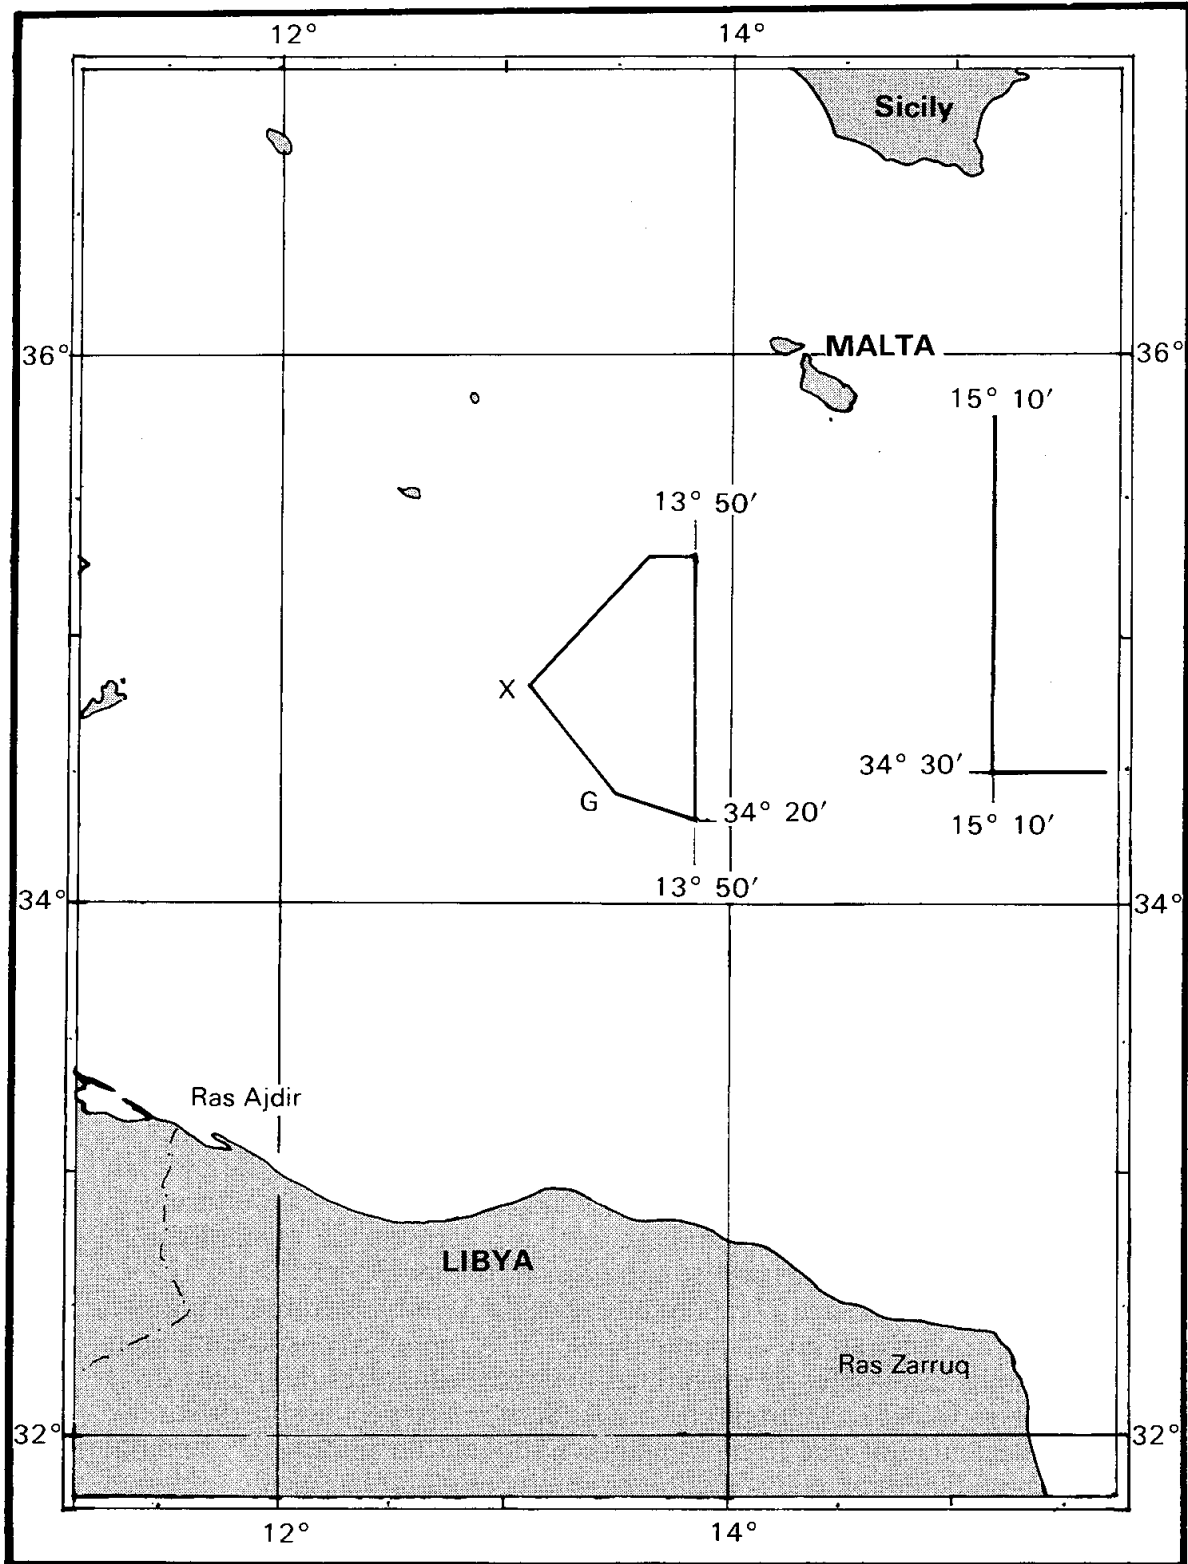 12° 14°
Sicily
36° MALTA 36°
15° 10′
13° 50′
X
34° 30′
G 34° 20′
15° 10′
13° 50′
34° 34°
Ras Ajdir
LIBYA
Ras Zarruq
32° 32°
12° 14°